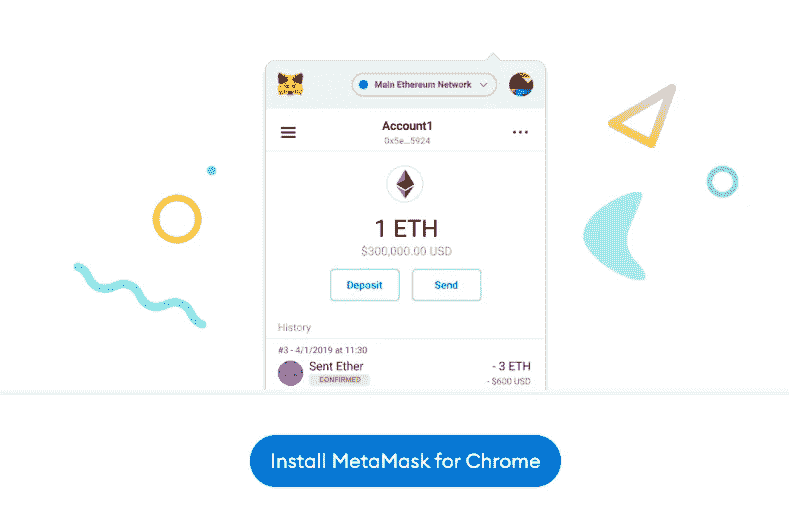 Main Ethereum Network
Account1
0x5e...5924
1 ETH
$300,000.00 USD
Deposit
Send
History
#3 - 4/1/2019 at 11:30
Sent Ether
- 3 ETH
CONFIRMED
- $600 USD
Install MetaMask for Chrome